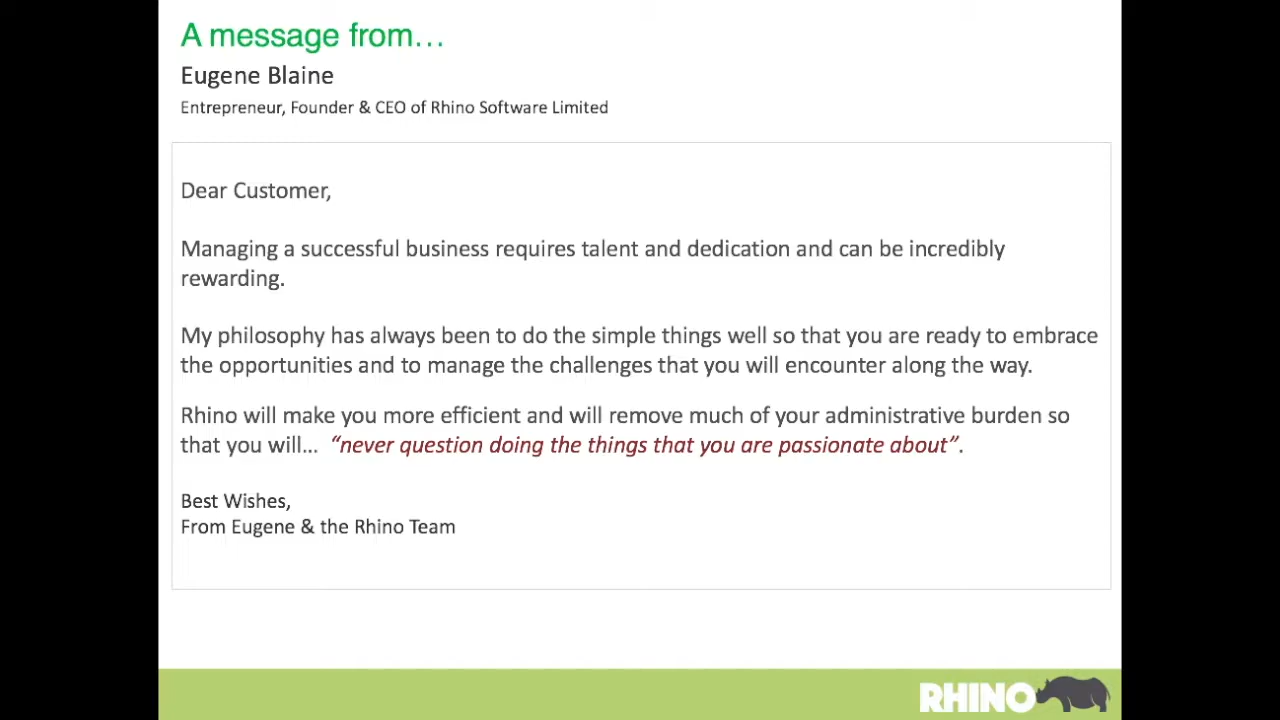 A message from...
Eugene Blaine
Entrepreneur, Founder & CEO of Rhino Software Limited
Dear Customer,
Managing a successful business requires talent and dedication and can be incredibly
rewarding.
My philosophy has always been to do the simple things well so that you are ready to embrace
the opportunities and to manage the challenges that you will encounter along the way.
Rhino will make you more efficient and will remove much of your administrative burden so
that you will... “never question doing the things that you are passionate about”.
Best Wishes,
From Eugene & the Rhino Team
RHINO